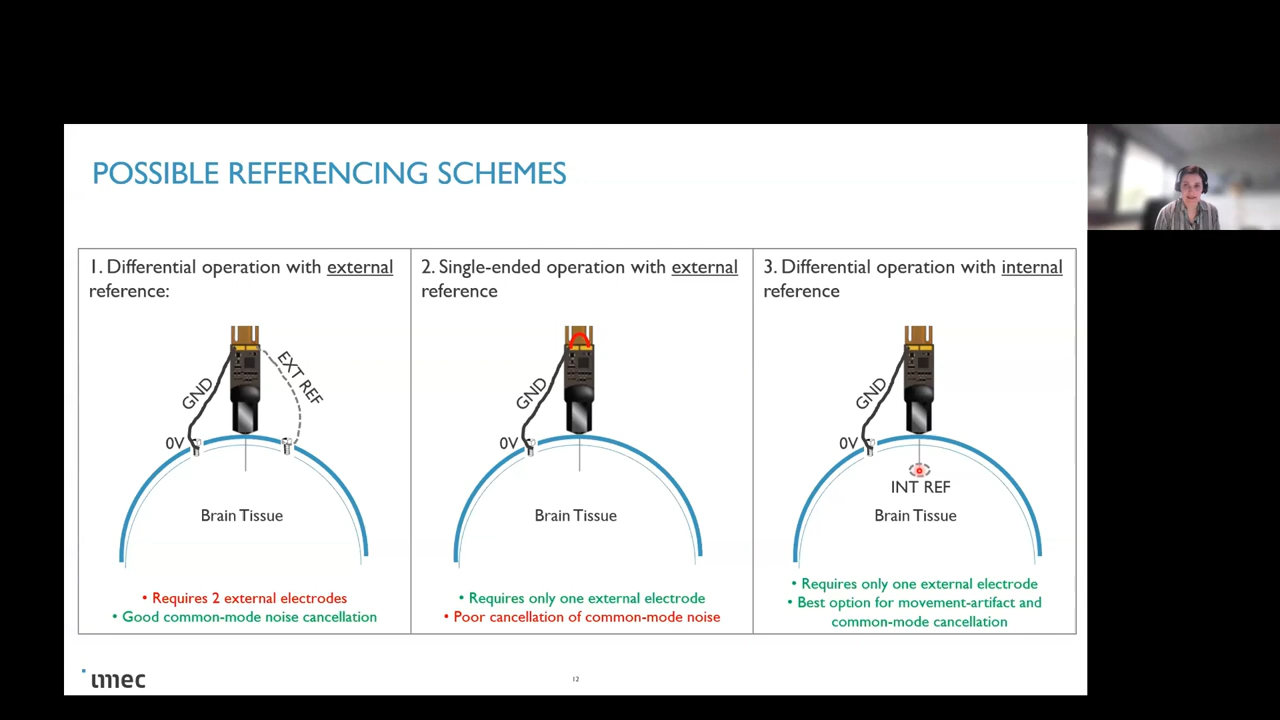 POSSIBLE REFERENCING SCHEMES
1. Differential operation with external
reference:
GND
EXT REF
0V
Brain Tissue
• Requires 2 external electrodes
• Good common-mode noise cancellation
2. Single-ended operation with external
reference
GND
0V
Brain Tissue
• Requires only one external electrode
• Poor cancellation of common-mode noise
3. Differential operation with internal
reference
GND
0V
INT REF
Brain Tissue
• Requires only one external electrode
• Best option for movement-artifact and
common-mode cancellation
imec
12